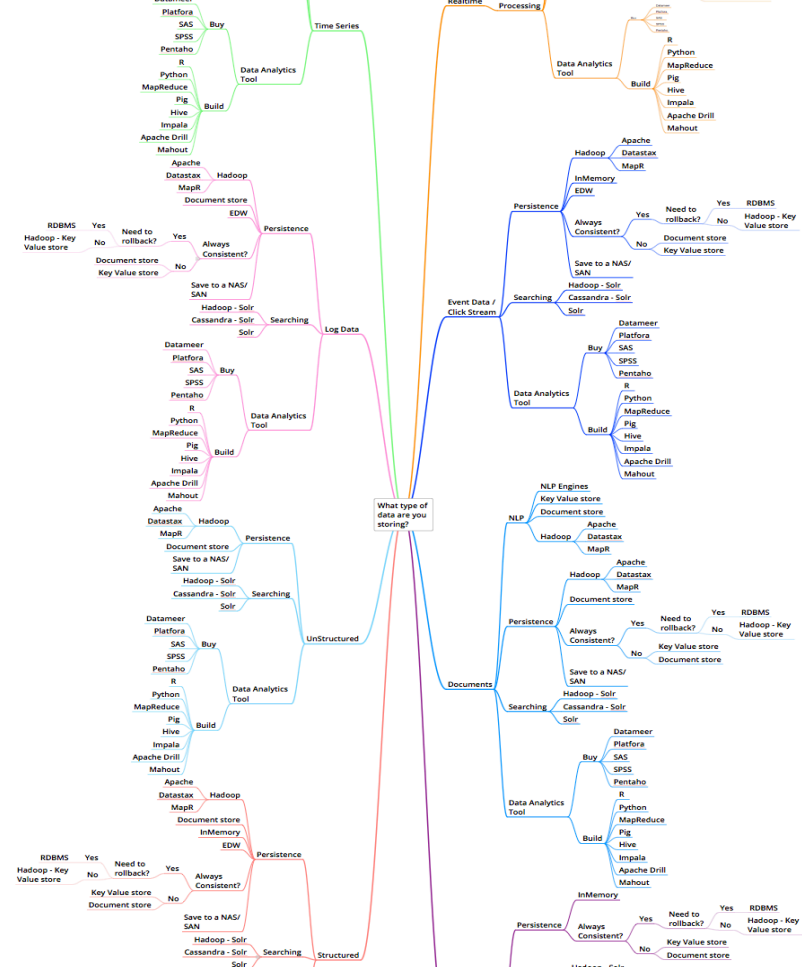 Platfora
SAS
SPSS
Pentaho
Buy
R
Python
MapReduce
Pig
Hive
Impala
Apache Drill
Mahout
Build
Data Analytics
Tool
Time Series
Apache
Datastax
MapR
Hadoop
Document store
EDW
RDBMS
Hadoop - Key
Value store
Yes
No
Need to
rollback?
Document store
Key Value store
Yes
No
Always
Consistent?
Save to a NAS/
SAN
Persistence
Hadoop - Solr
Cassandra - Solr
Solr
Searching
Log Data
Datameer
Platfora
SAS
SPSS
Pentaho
Buy
R
Python
MapReduce
Pig
Hive
Impala
Apache Drill
Mahout
Build
Data Analytics
Tool
Apache
Datastax
MapR
Hadoop
Document store
Save to a NAS/
SAN
Persistence
Hadoop - Solr
Cassandra - Solr
Solr
Searching
UnStructured
Datameer
Platfora
SAS
SPSS
Pentaho
Buy
R
Python
MapReduce
Pig
Hive
Impala
Apache Drill
Mahout
Build
Data Analytics
Tool
Apache
Datastax
MapR
Hadoop
Document store
InMemory
EDW
RDBMS
Hadoop - Key
Value store
Yes
No
Need to
rollback?
Key Value store
Document store
Yes
No
Always
Consistent?
Save to a NAS/
SAN
Persistence
Hadoop - Solr
Cassandra - Solr
Solr
Searching
Structured
What type of
data are you
storing?
Realtime
Processing
Data Analytics
Tool
Build
R
Python
MapReduce
Pig
Hive
Impala
Apache Drill
Mahout
Event Data /
Click Stream
Persistence
Hadoop
Apache
Datastax
MapR
InMemory
EDW
Always
Consistent?
Yes
Need to
rollback?
Yes
RDBMS
No
Hadoop - Key
Value store
No
Document store
Key Value store
Save to a NAS/
SAN
Searching
Hadoop - Solr
Cassandra - Solr
Solr
Data Analytics
Tool
Buy
Datameer
Platfora
SAS
SPSS
Pentaho
Build
R
Python
MapReduce
Pig
Hive
Impala
Apache Drill
Mahout
Documents
NLP
NLP Engines
Key Value store
Document store
Hadoop
Apache
Datastax
MapR
Persistence
Hadoop
Apache
Datastax
MapR
Document store
Always
Consistent?
Yes
Need to
rollback?
Yes
RDBMS
No
Hadoop - Key
Value store
No
Key Value store
Document store
Save to a NAS/
SAN
Searching
Hadoop - Solr
Cassandra - Solr
Solr
Data Analytics
Tool
Buy
Datameer
Platfora
SAS
SPSS
Pentaho
Build
R
Python
MapReduce
Pig
Hive
Impala
Apache Drill
Mahout
Persistence
InMemory
Always
Consistent?
Yes
Need to
rollback?
Yes
RDBMS
No
Hadoop - Key
Value store
No
Key Value store
Document store